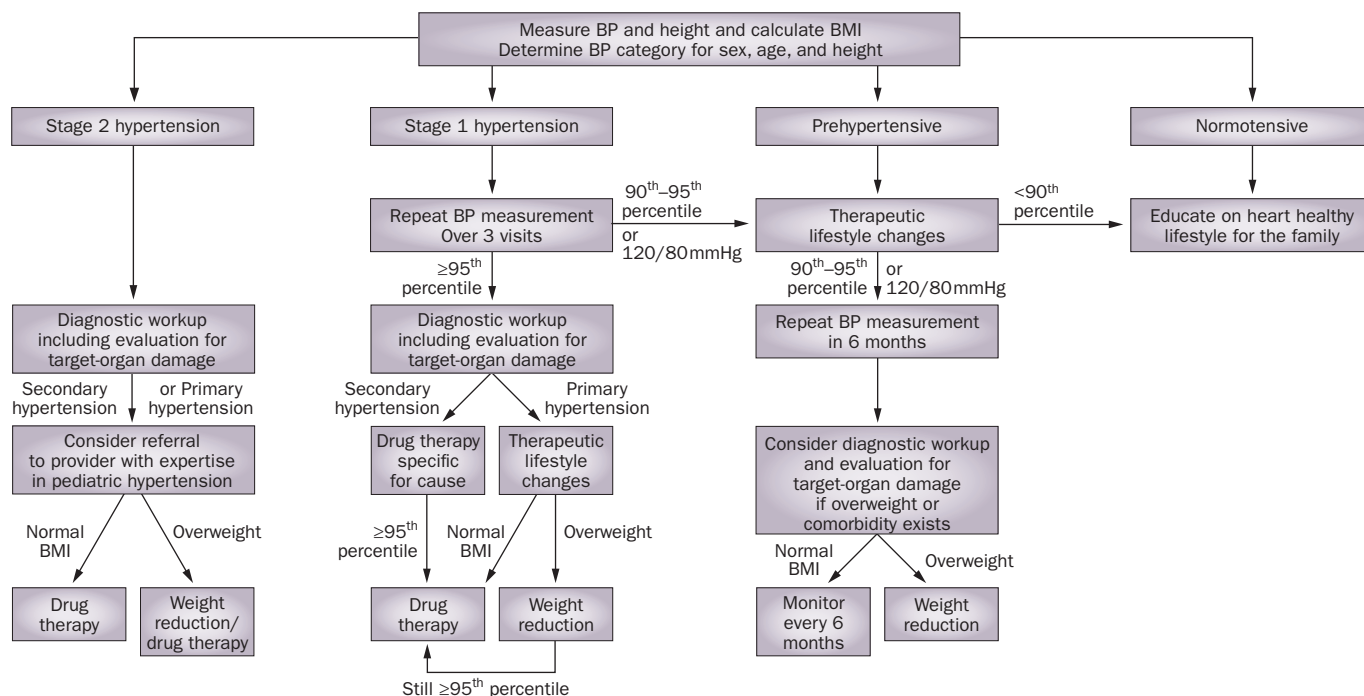 Measure BP and height and calculate BMI
Determine BP category for sex, age, and height
Stage 2 hypertension
Stage 1 hypertension
Prehypertensive
Normotensive
Repeat BP measurement
Over 3 visits
90th–95th
percentile
or
120/80mmHg
Therapeutic
lifestyle changes
<90th
percentile
Educate on heart healthy
lifestyle for the family
≥95th
percentile
90th–95th
percentile
or
120/80mmHg
Diagnostic workup
including evaluation for
target-organ damage
Diagnostic workup
including evaluation for
target-organ damage
Repeat BP measurement
in 6 months
Secondary
hypertension
or Primary
hypertension
Secondary
hypertension
Primary
hypertension
Consider referral
to provider with expertise
in pediatric hypertension
Drug therapy
specific
for cause
Therapeutic
lifestyle
changes
Consider diagnostic workup
and evaluation for
target-organ damage
if overweight or
comorbidity exists
Normal
BMI
Overweight
≥95th
percentile
Normal
BMI
Overweight
Normal
BMI
Overweight
Drug
therapy
Weight
reduction/
drug therapy
Drug
therapy
Weight
reduction
Monitor
every 6
months
Weight
reduction
Still ≥95th percentile